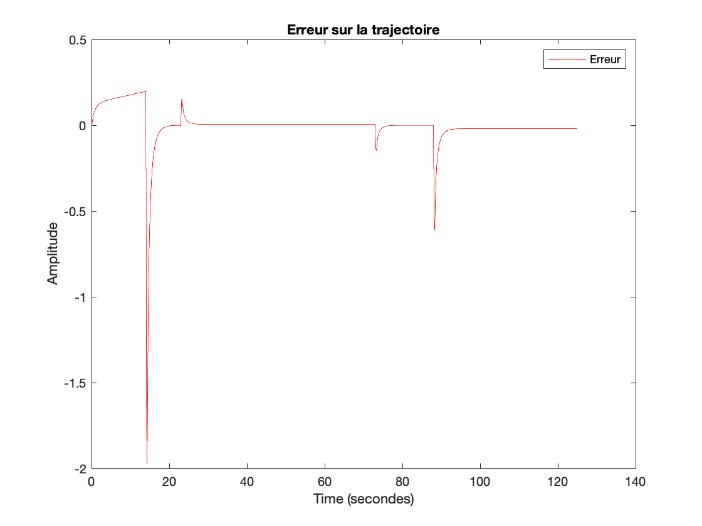 Erreur sur la trajectoire
Erreur
0.5
0
-0.5
-1
-1.5
-2
Amplitude
0 20 40 60 80 100 120 140
Time (secondes)